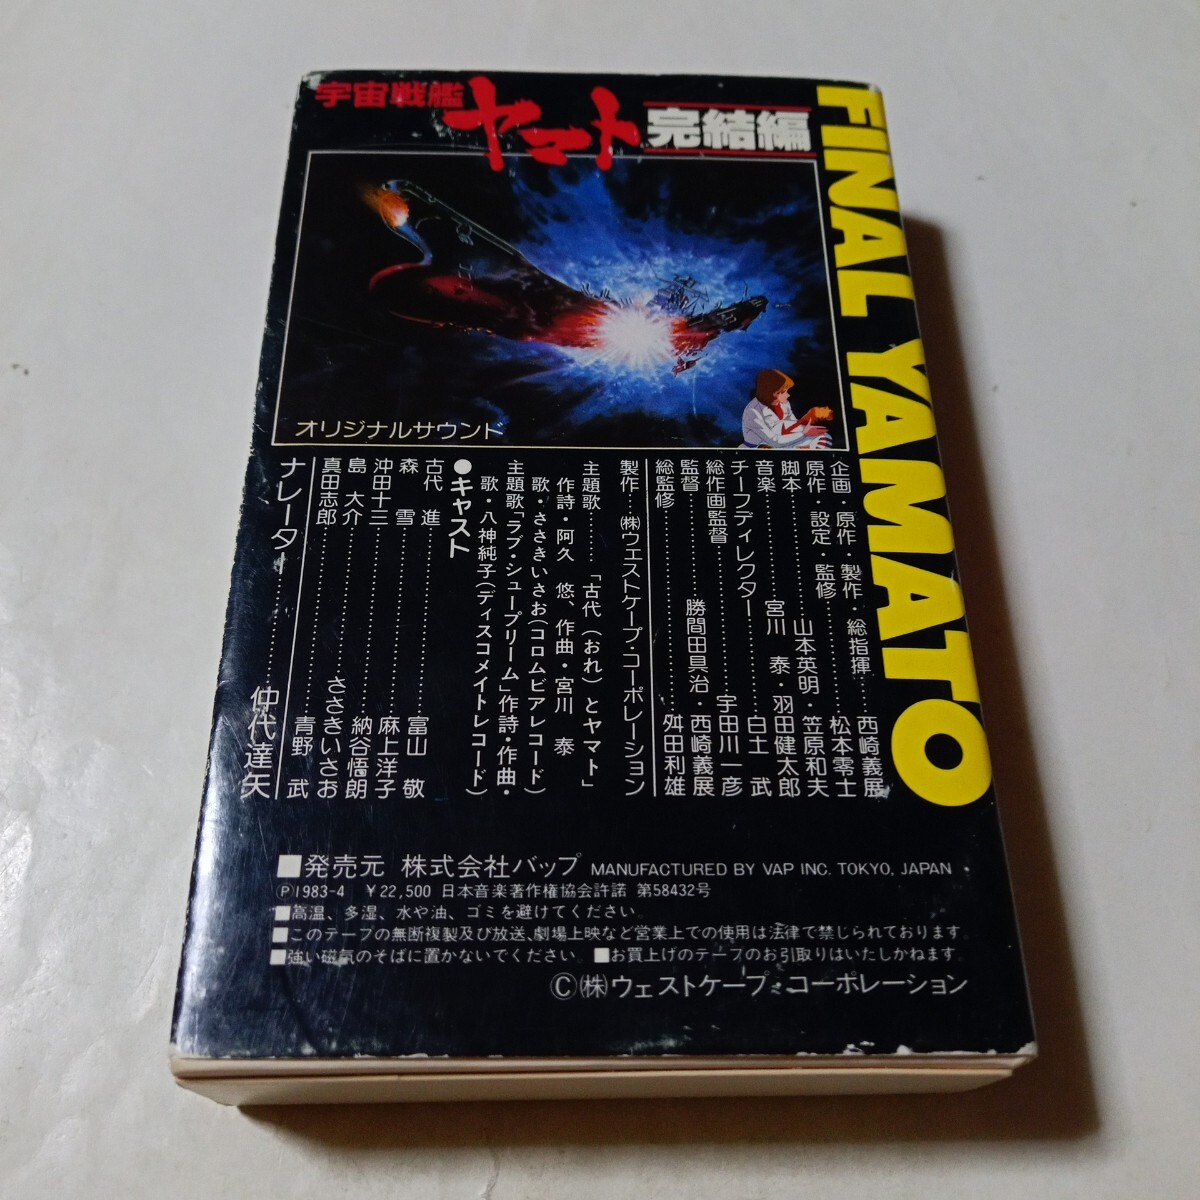 宇宙戦艦
ヤマト 完結編
FINAL YAMATO
オリジナルサウンド
企画・原作・製作・総指揮……西崎義展
原作・設定・監修……松本零士
脚本……山本英明・笠原和夫
音楽……宮川 泰・羽田健太郎
チーフディレクター……白土 武
総作画監督……宇田川一彦
監督……勝間田具治・西崎義展
総監修……舛田利雄
製作……㈱ウエストケープ・コーポレーション
主題歌……「古代(おれ)とヤマト」
作詩・阿久 悠、作曲・宮川 泰
歌・ささきいさお(コロムビアレコード)
主題歌「ラブ・シュープリーム」作詩・作曲・
歌・八神純子(ディスコメイトレコード)
●キャスト
古代 進……富山 敬
森 雪……麻上洋子
沖田十三……納谷悟朗
島 大介……ささきいさお
真田志郎……青野 武
ナレーター……仲代達矢
■発売元 株式会社バップ MANUFACTURED BY VAP INC. TOKYO. JAPAN
Ⓟ1983-4 ¥22,500 日本音楽著作権協会許諾 第58432号
■高温、多湿、水や油、ゴミを避けてください。
■このテープの無断複製及び放送、劇場上映など営業上での使用は法律で禁じられております。
■強い磁気のそばに置かないでください。 ■お買上げのテープのお引取りはいたしかねます。
©㈱ウェストケープ・コーポレーション